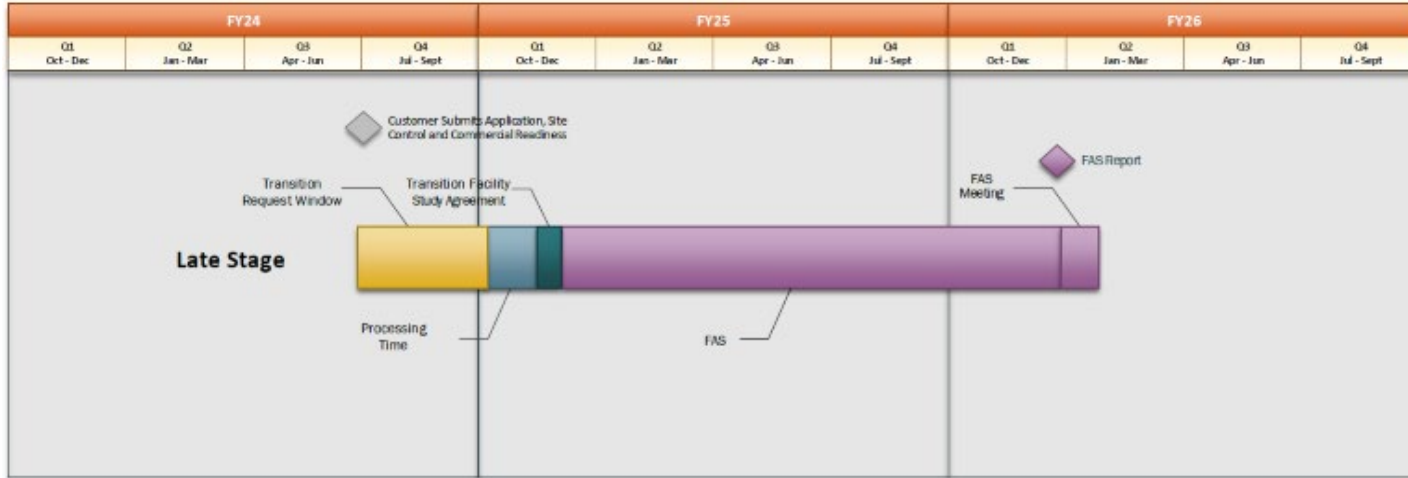 FY24
FY25
FY26
Q1
Oct - Dec
Q2
Jan - Mar
Q3
Apr - Jun
Q4
Jul - Sept
Q1
Oct - Dec
Q2
Jan - Mar
Q3
Apr - Jun
Q4
Jul - Sept
Q1
Oct - Dec
Q2
Jan - Mar
Q3
Apr - Jun
Q4
Jul - Sept
Customer Submits Application, Site
Control and Commercial Readiness
FAS Report
Transition
Request Window
Transition Facility
Study Agreement
FAS
Meeting
Late Stage
Processing
Time
FAS